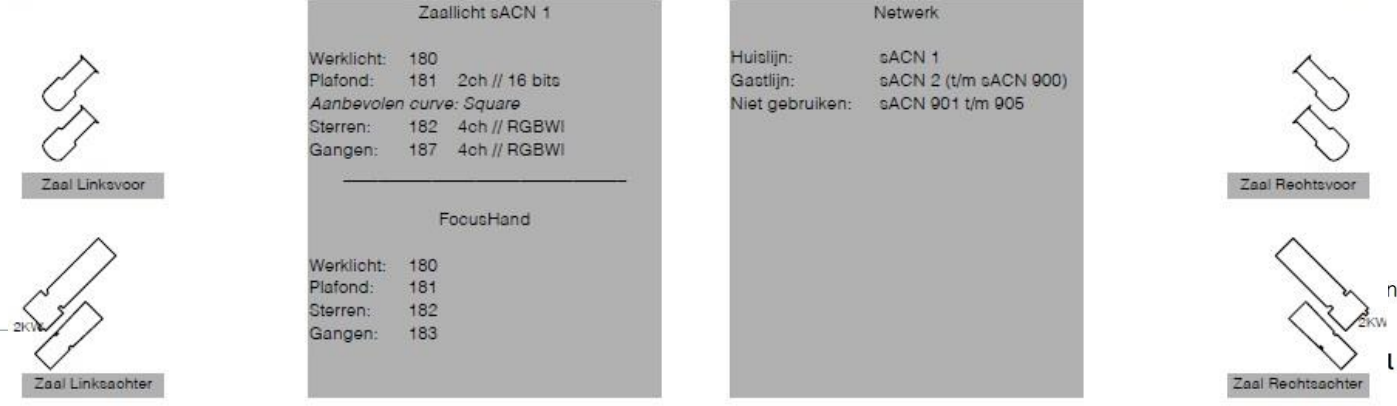 Zaallicht sACN 1
Werklicht: 180
Plafond: 181 2ch // 16 bits
Aanbevolen curve: Square
Sterren: 182 4ch // RGBWI
Gangen: 187 4ch // RGBWI
FocusHand
Werklicht: 180
Plafond: 181
Sterren: 182
Gangen: 183
Netwerk
Huislijn: sACN 1
Gastlijn: sACN 2 (t/m sACN 900)
Niet gebruiken: sACN 901 t/m 905
Zaal Linksvoor
2KW
Zaal Linksachter
Zaal Rechtsvoor
n
2KW
l
Zaal Rechtsachter